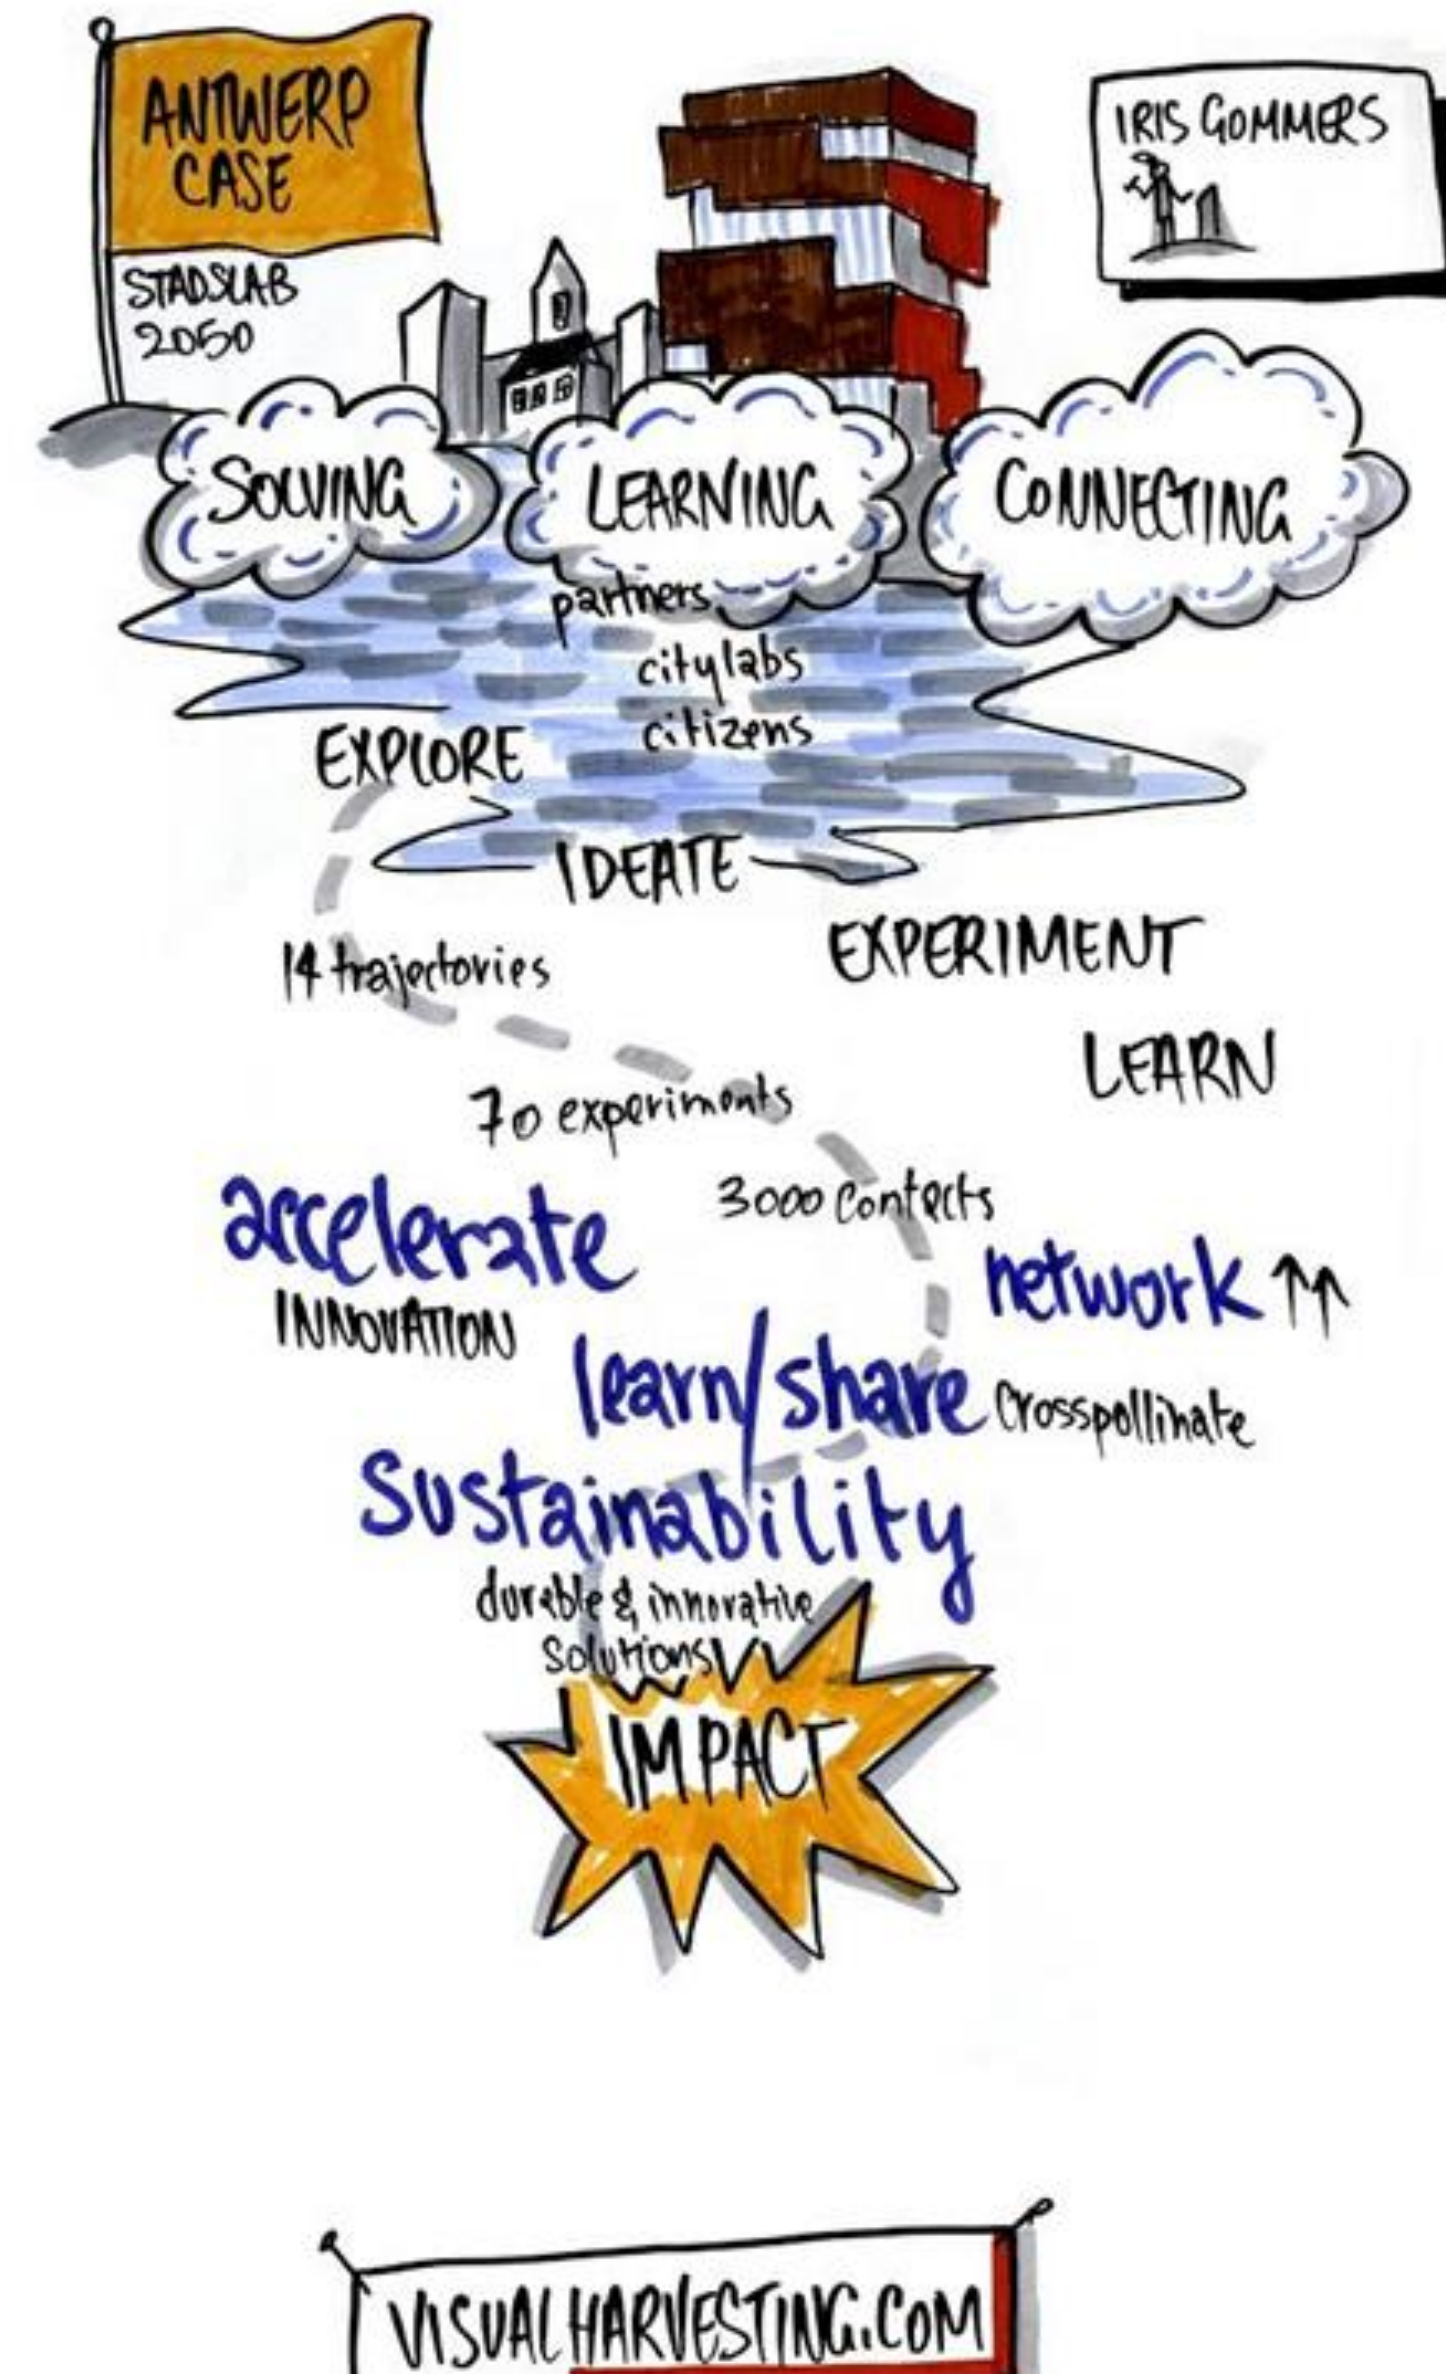 ANTWERP
CASE
STADSLAB
2050
IRIS GOMMERS
SOLVING
LEARNING
CONNECTING
partners
citylabs
citizens
EXPLORE
IDEATE
EXPERIMENT
LEARN
14 trajectories
70 experiments
3000 contacts
accelerate
INNOVATION
network
learn/share
crosspollinate
sustainability
durable & innovative
solutions
IMPACT
VISUALHARVESTING.COM